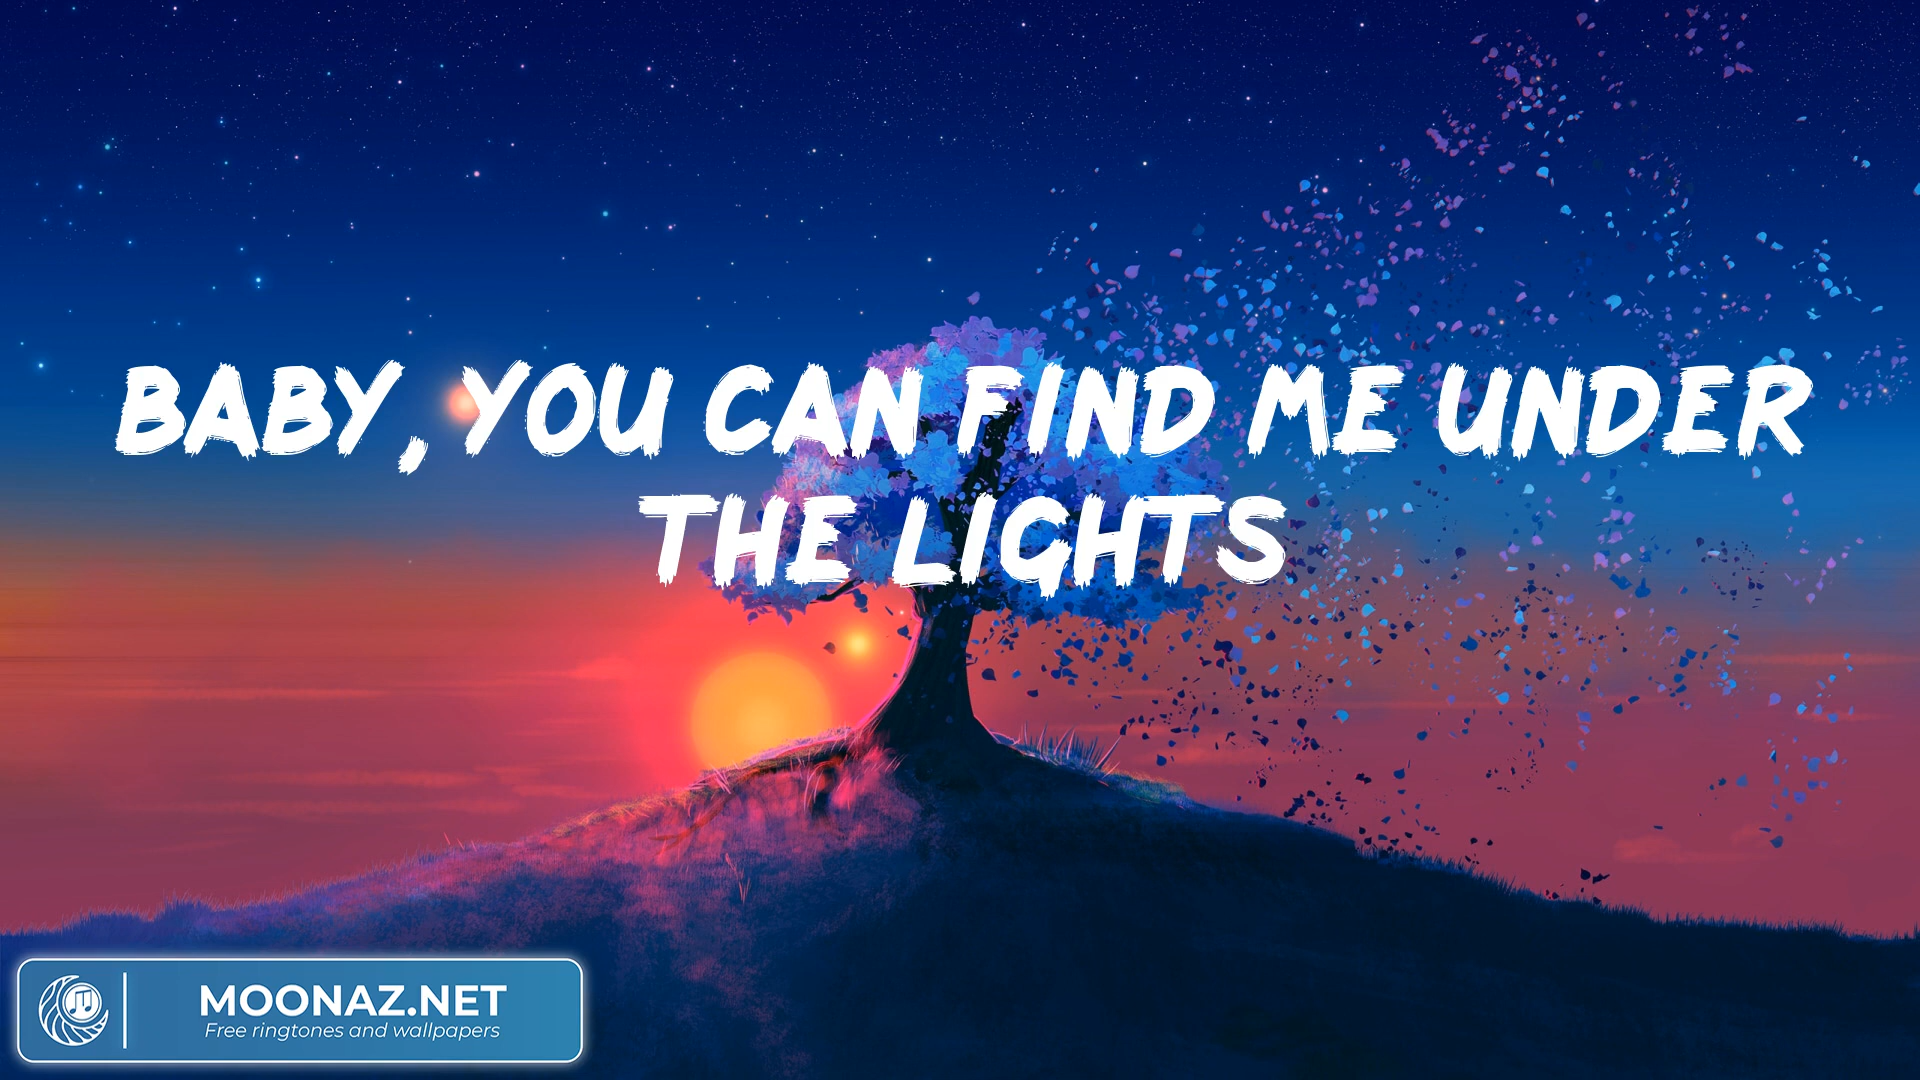 BABY, YOU CAN FIND ME UNDER
THE LIGHTS
MOONAZ.NET
Free ringtones and wallpapers